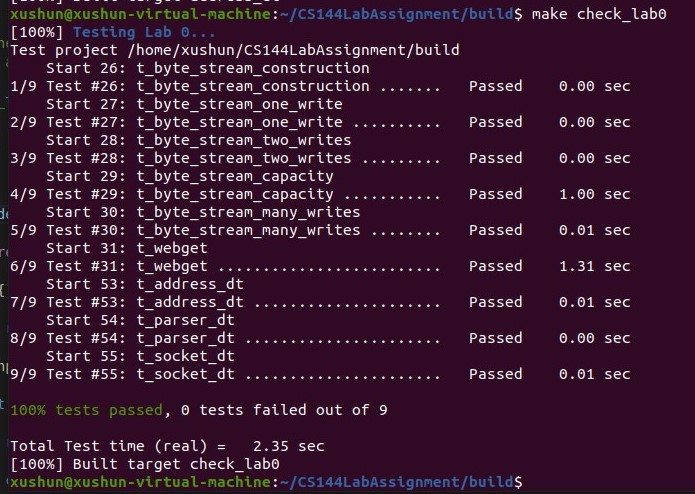 xushun@xushun-virtual-machine:~/CS144LabAssignment/build$ make check_lab0
[100%] Testing Lab 0...
Test project /home/xushun/CS144LabAssignment/build
Start 26: t_byte_stream_construction
1/9 Test #26: t_byte_stream_construction ....... Passed 0.00 sec
Start 27: t_byte_stream_one_write
2/9 Test #27: t_byte_stream_one_write .......... Passed 0.00 sec
Start 28: t_byte_stream_two_writes
3/9 Test #28: t_byte_stream_two_writes ......... Passed 0.00 sec
Start 29: t_byte_stream_capacity
4/9 Test #29: t_byte_stream_capacity ........... Passed 1.00 sec
Start 30: t_byte_stream_many_writes
5/9 Test #30: t_byte_stream_many_writes ........ Passed 0.01 sec
Start 31: t_webget
6/9 Test #31: t_webget ......................... Passed 1.31 sec
Start 53: t_address_dt
7/9 Test #53: t_address_dt ..................... Passed 0.01 sec
Start 54: t_parser_dt
8/9 Test #54: t_parser_dt ...................... Passed 0.00 sec
Start 55: t_socket_dt
9/9 Test #55: t_socket_dt ...................... Passed 0.01 sec
100% tests passed, 0 tests failed out of 9
Total Test time (real) = 2.35 sec
[100%] Built target check_lab0
xushun@xushun-virtual-machine:~/CS144LabAssignment/build$